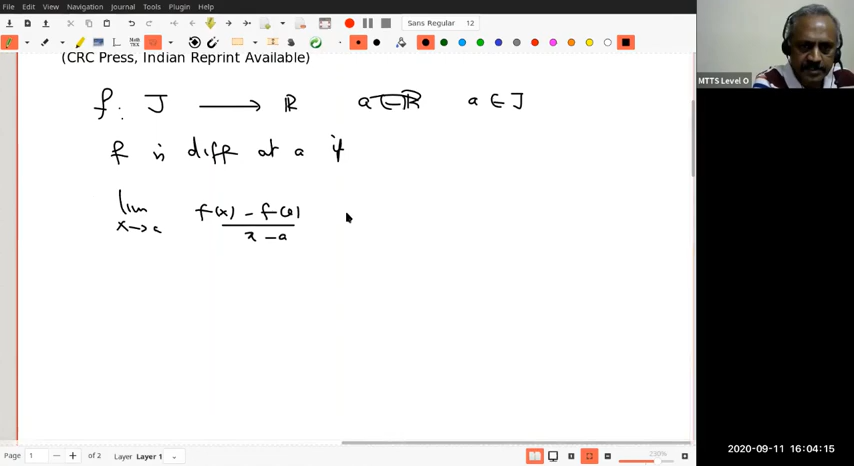 File Edit View Navigation Journal Tools Plugin Help
Sans Regular 12
(CRC Press, Indian Reprint Available)
f: J ⟶ ℝ a ∈ ℝ a ∈ J
f is diff at a if
lim f(x) - f(a)
x→a x - a
MTTS Level O
2020-09-11 16:04:15
Page 1 of 2 Layer Layer 1 230%